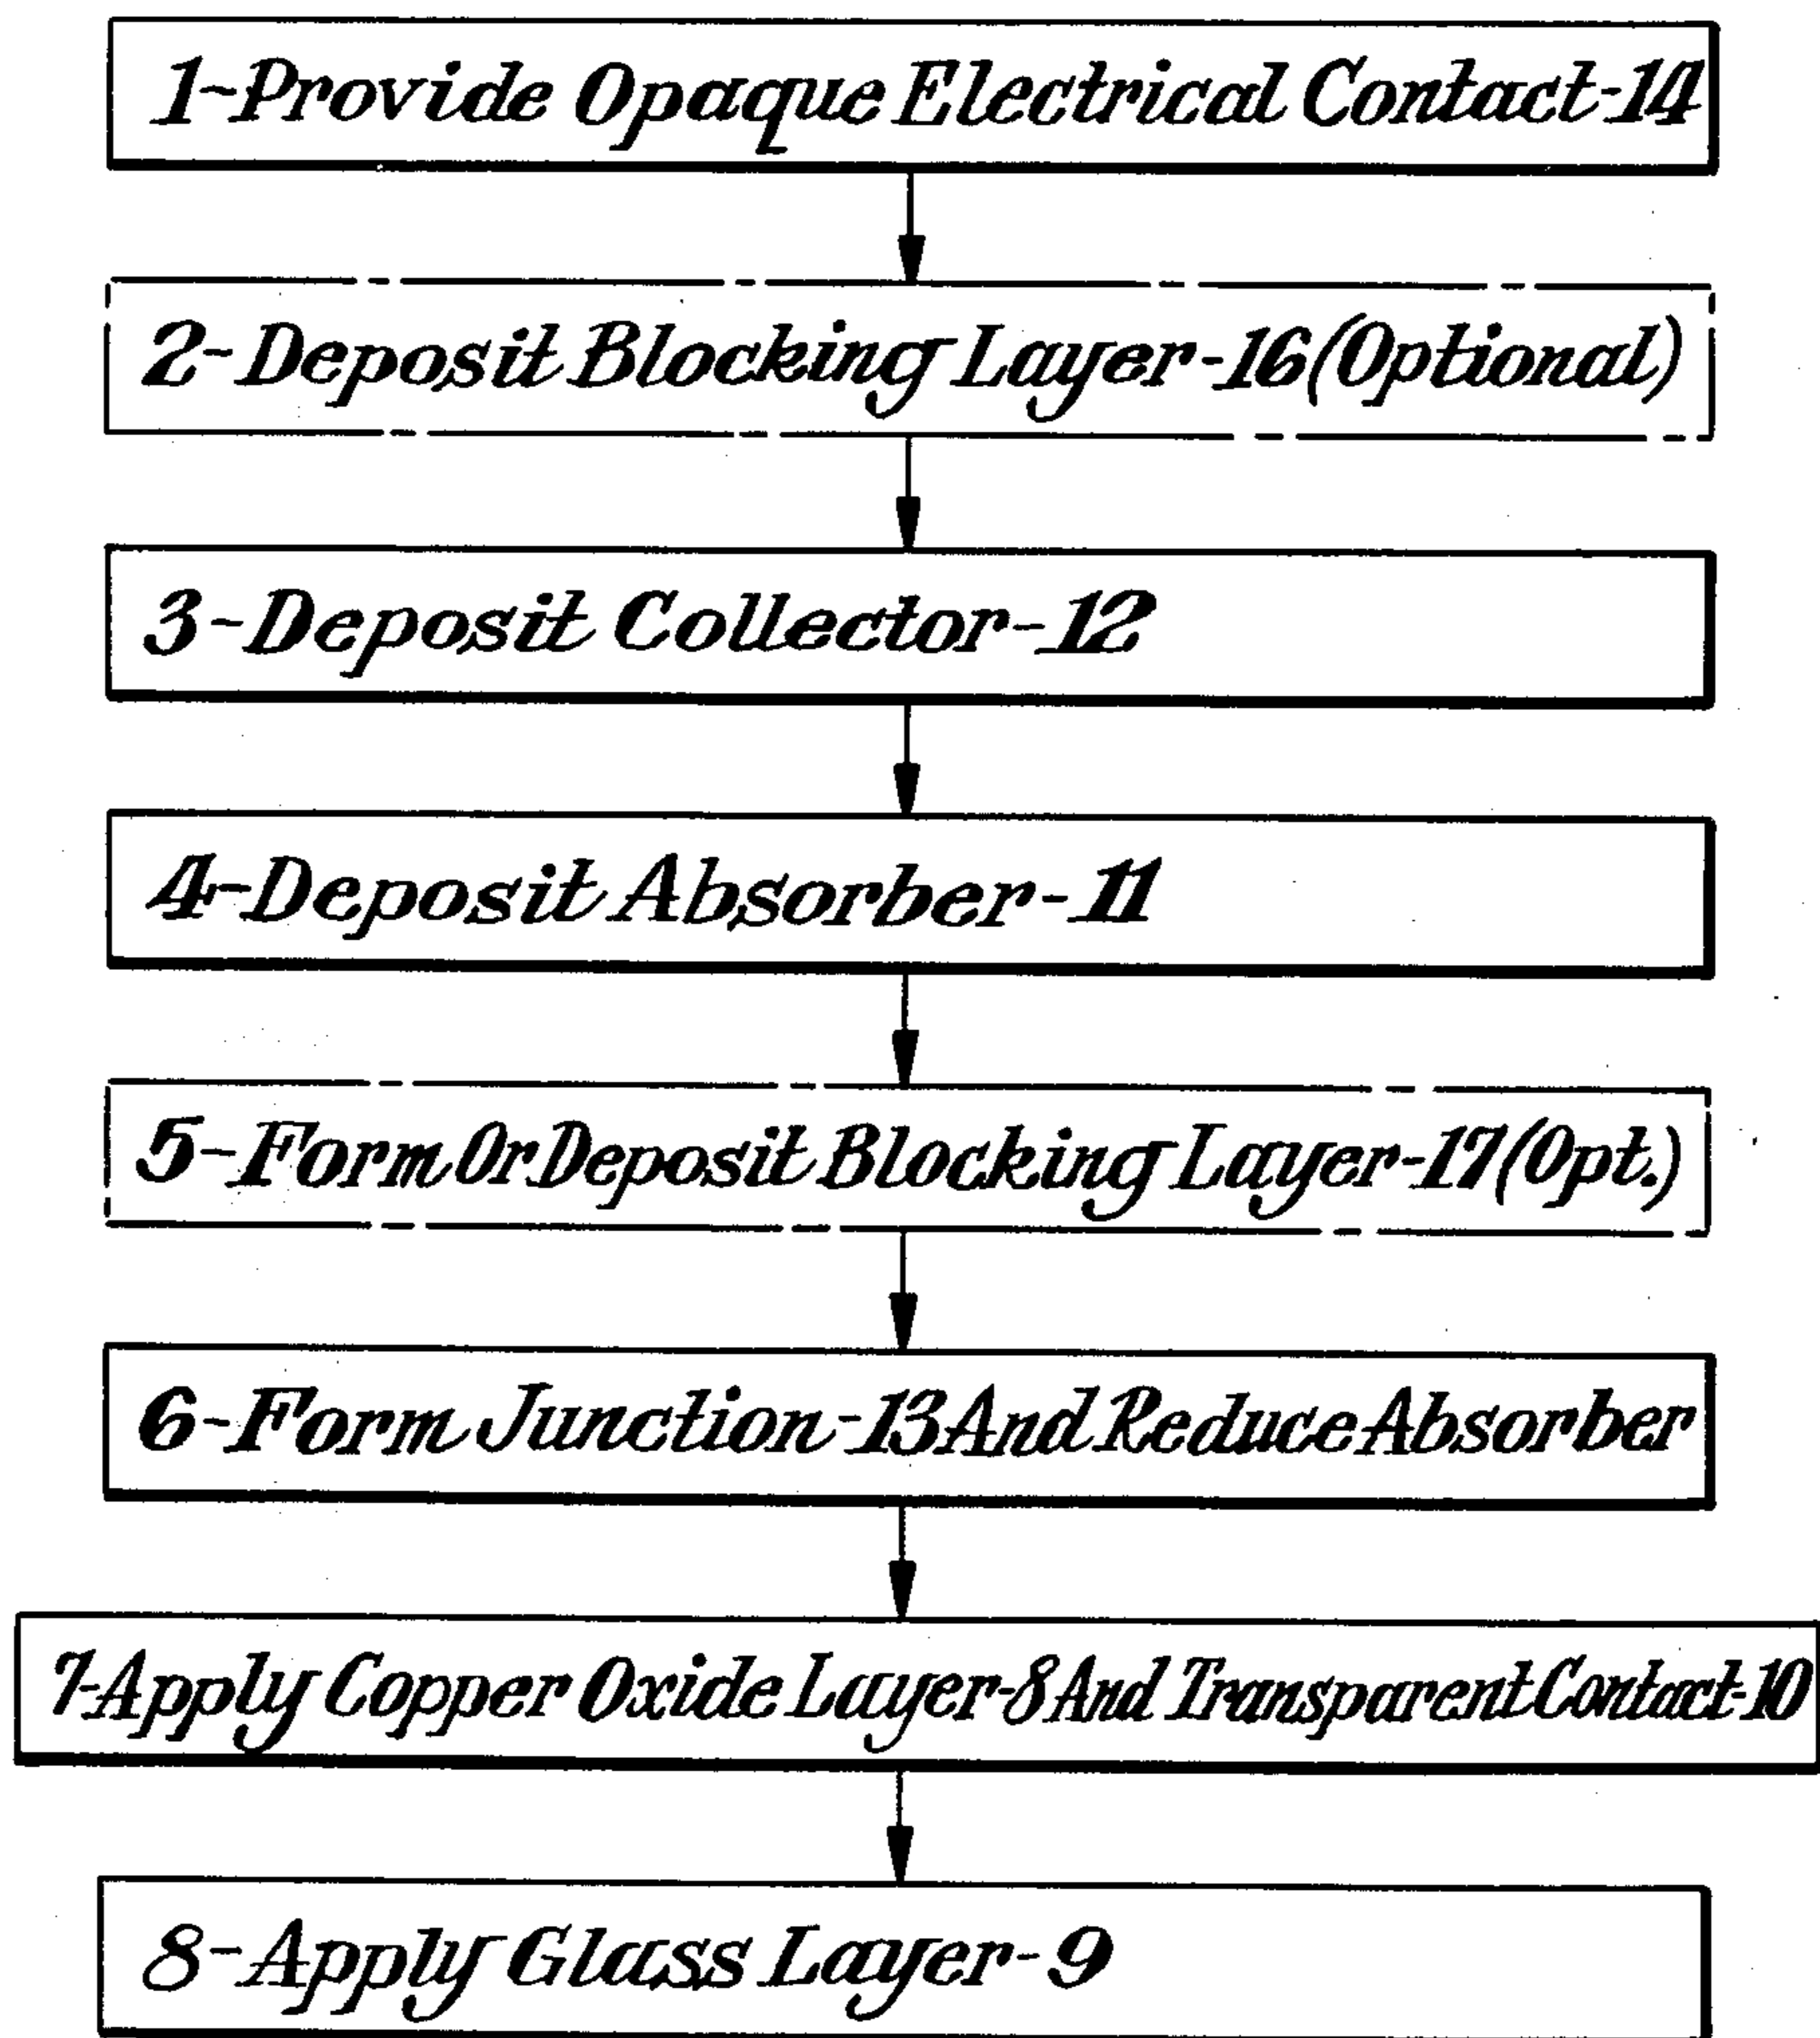 1-Provide Opaque Electrical Contact-14
2-Deposit Blocking Layer-16(Optional)
3-Deposit Collector-12
4-Deposit Absorber-11
5-Form Or Deposit Blocking Layer-17(Opt.)
6-Form Junction-13 And Reduce Absorber
7-Apply Copper Oxide Layer-8 And Transparent Contact-10
8-Apply Glass Layer-9